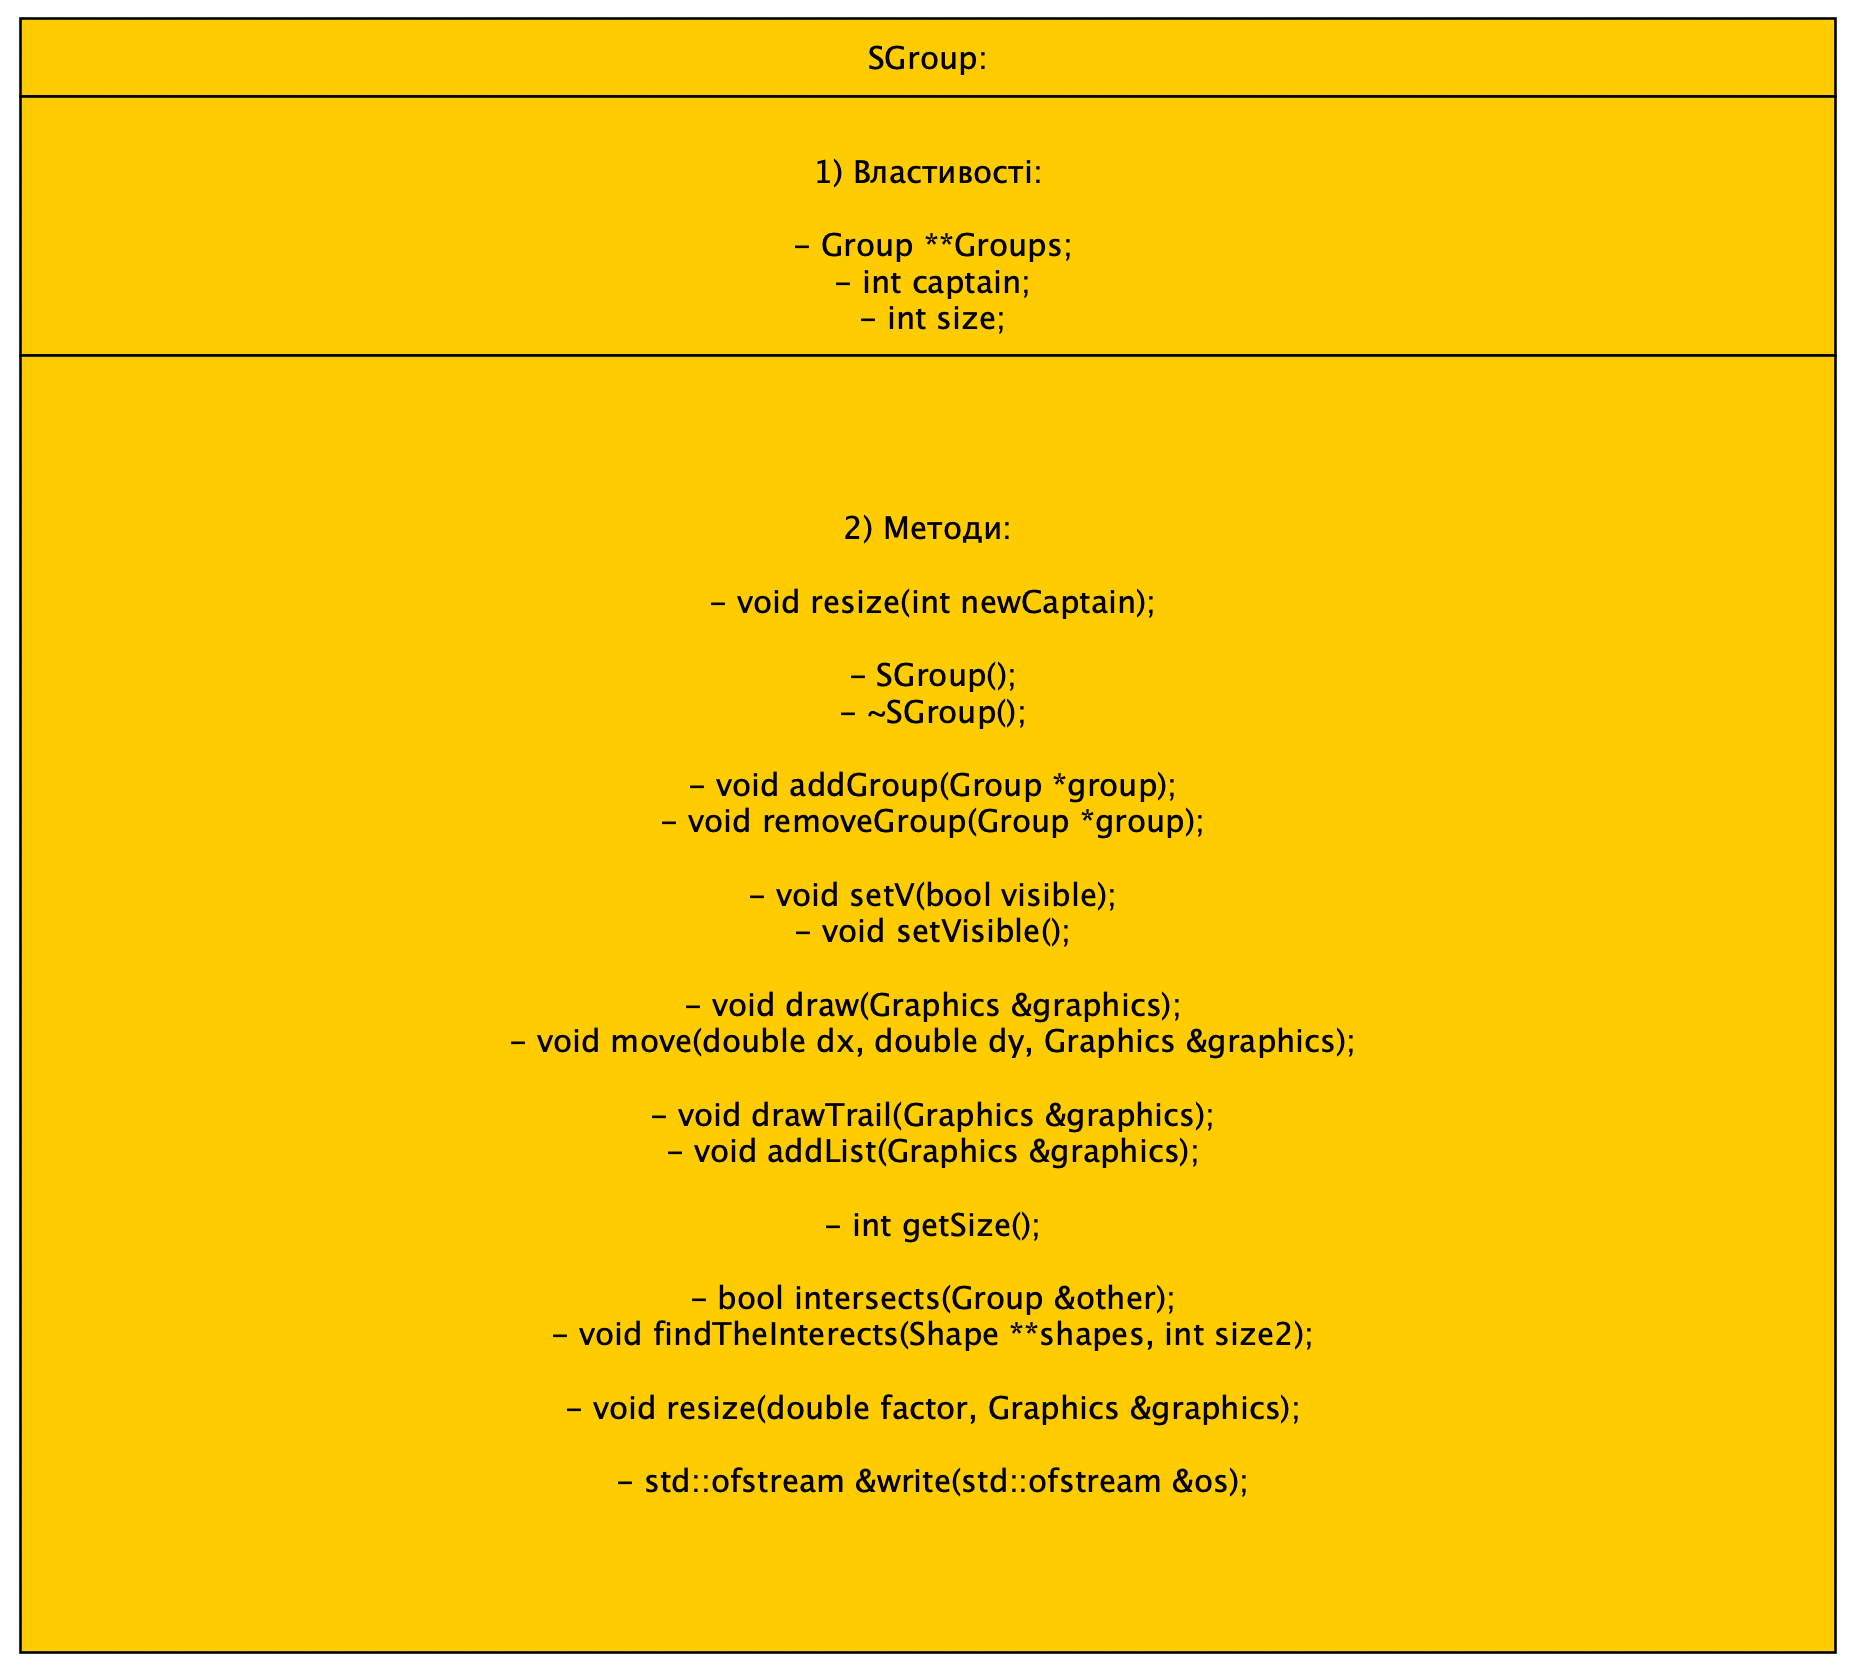 SGroup:
1) Властивості:
– Group **Groups;
– int captain;
– int size;
2) Методи:
– void resize(int newCaptain);
– SGroup();
– ~SGroup();
– void addGroup(Group *group);
– void removeGroup(Group *group);
– void setV(bool visible);
– void setVisible();
– void draw(Graphics &graphics);
– void move(double dx, double dy, Graphics &graphics);
– void drawTrail(Graphics &graphics);
– void addList(Graphics &graphics);
– int getSize();
– bool intersects(Group &other);
– void findTheInterects(Shape **shapes, int size2);
– void resize(double factor, Graphics &graphics);
– std::ofstream &write(std::ofstream &os);